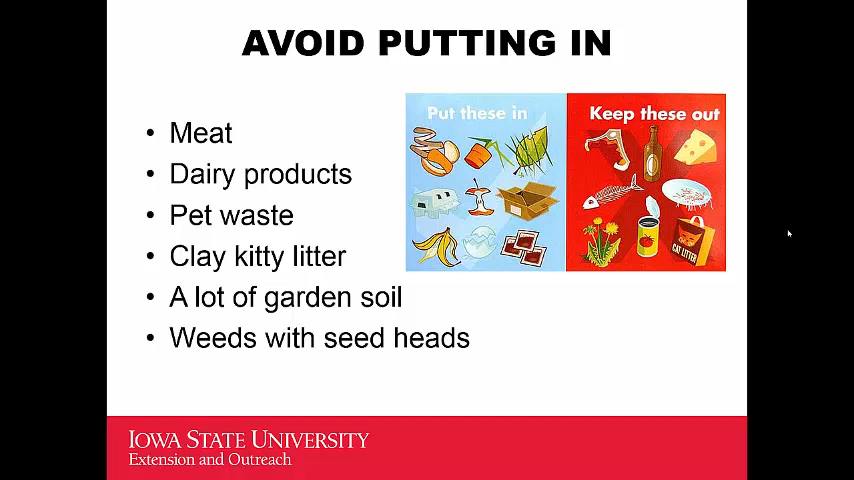 AVOID PUTTING IN
• Meat
• Dairy products
• Pet waste
• Clay kitty litter
• A lot of garden soil
• Weeds with seed heads
Put these in
Keep these out
CAT LITTER
IOWA STATE UNIVERSITY
Extension and Outreach